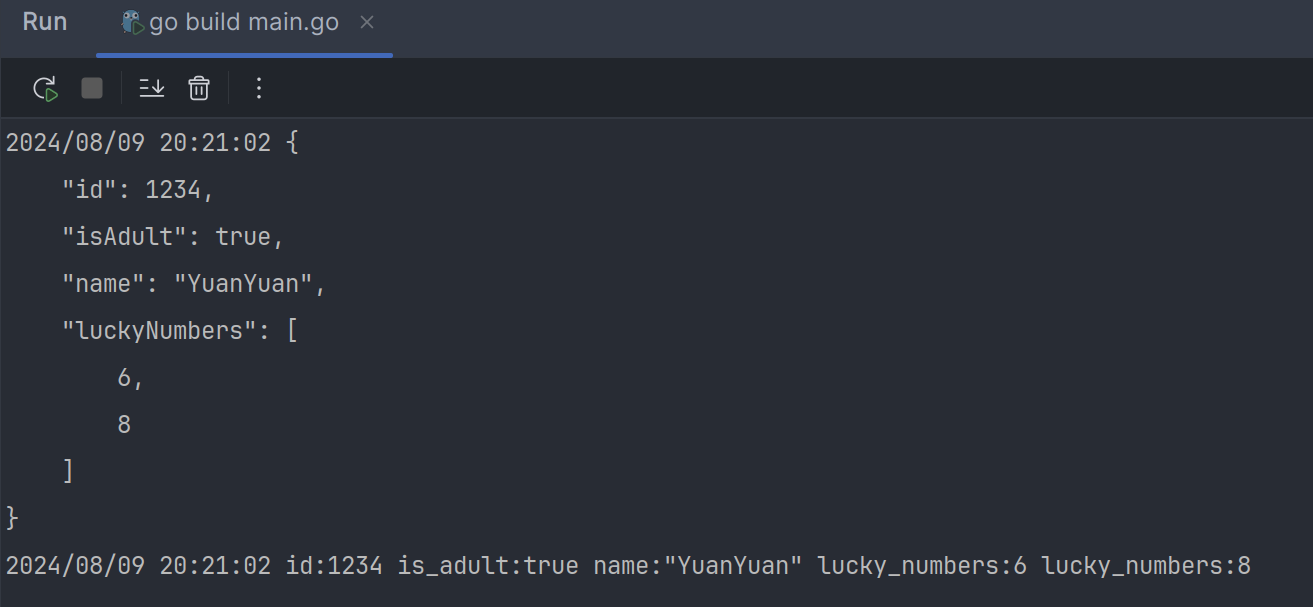 Run go build main.go
2024/08/09 20:21:02 {
    "id": 1234,
    "isAdult": true,
    "name": "YuanYuan",
    "luckyNumbers": [
        6,
        8
    ]
}
2024/08/09 20:21:02 id:1234 is_adult:true name:"YuanYuan" lucky_numbers:6 lucky_numbers:8